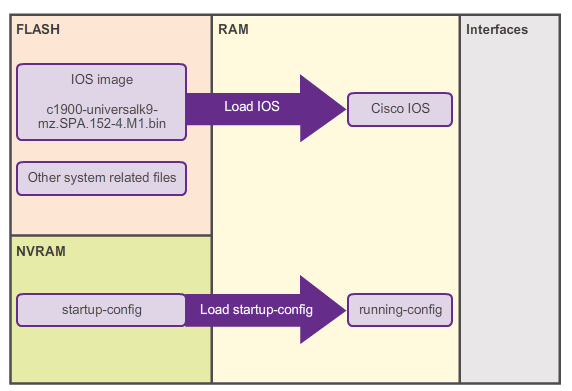 FLASH
IOS image
c1900-universalk9-
mz.SPA.152-4.M1.bin
Other system related files
NVRAM
startup-config
RAM
Load IOS
Cisco IOS
Load startup-config
running-config
Interfaces